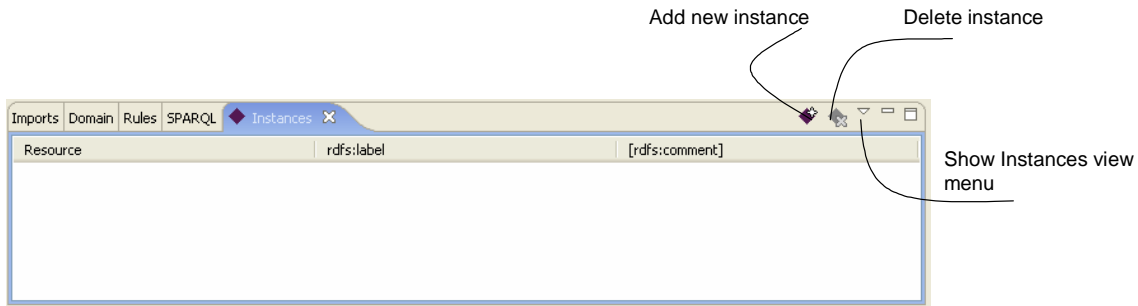 Add new instance
Delete instance
Imports Domain Rules SPARQL Instances
Resource rdfs:label [rdfs:comment]
Show Instances view
menu